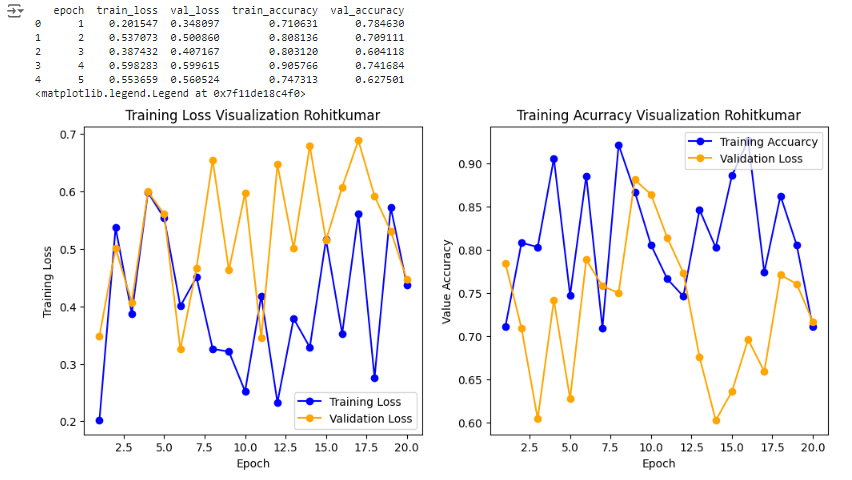 epoch train_loss val_loss train_accuracy val_accuracy
0 1 0.201547 0.348097 0.710631 0.784630
1 2 0.537073 0.500860 0.808136 0.709111
2 3 0.387432 0.407167 0.803120 0.604118
3 4 0.598283 0.599615 0.905766 0.741684
4 5 0.553659 0.560524 0.747313 0.627501
<matplotlib.legend.Legend at 0x7f11de18c4f0>
Training Loss Visualization Rohitkumar
0.7
0.6
0.5
0.4
0.3
0.2
Training Loss
Training Loss
Validation Loss
2.5 5.0 7.5 10.0 12.5 15.0 17.5 20.0
Epoch
Training Acurracy Visualization Rohitkumar
Training Accuarcy
Validation Loss
0.90
0.85
0.80
0.75
0.70
0.65
0.60
Value Accuracy
2.5 5.0 7.5 10.0 12.5 15.0 17.5 20.0
Epoch